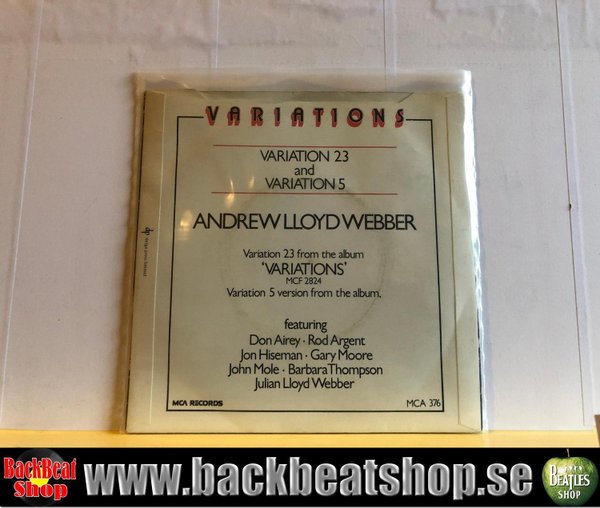 VARIATIONS
VARIATION 23
and
VARIATION 5
ANDREW LLOYD WEBBER
Variation 23 from the album
'VARIATIONS'
MCF 2824
Variation 5 version from the album,
featuring
Don Airey · Rod Argent
Jon Hiseman · Gary Moore
John Mole · Barbara Thompson
Julian Lloyd Webber
MCA RECORDS
MCA 376
dp
BackBeat
Shop
www.backbeatshop.se
BEATLES
SHOP